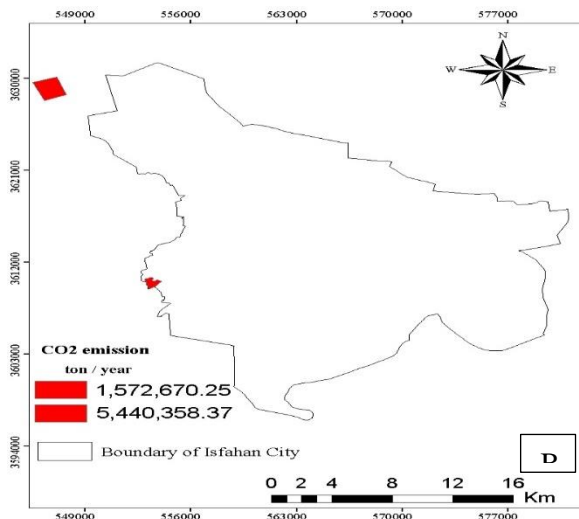 549000 556000 563000 570000 577000
N
W E
S
3630000
3621000
3612000
3603000
3594000
CO2 emission
ton / year
1,572,670.25
5,440,358.37
Boundary of Isfahan City
D
0 2 4 8 12 16
Km
549000 556000 563000 570000 577000